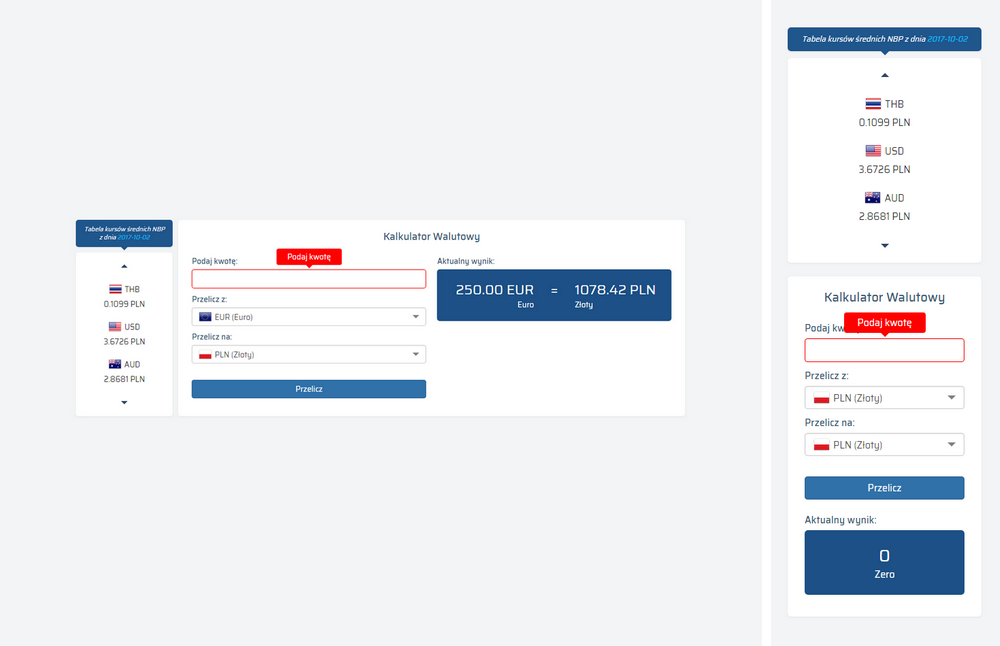 Tabela kursów średnich NBP
z dnia 2017-10-02
THB
0.1099 PLN
USD
3.6726 PLN
AUD
2.8681 PLN
Kalkulator Walutowy
Podaj kwotę:
Podaj kwotę
Przelicz z:
EUR (Euro)
Przelicz na:
PLN (Złoty)
Przelicz
Aktualny wynik:
250.00 EUR = 1078.42 PLN
Euro Złoty
Tabela kursów średnich NBP z dnia 2017-10-02
THB
0.1099 PLN
USD
3.6726 PLN
AUD
2.8681 PLN
Kalkulator Walutowy
Podaj kw
Podaj kwotę
Przelicz z:
PLN (Złoty)
Przelicz na:
PLN (Złoty)
Przelicz
Aktualny wynik:
0
Zero